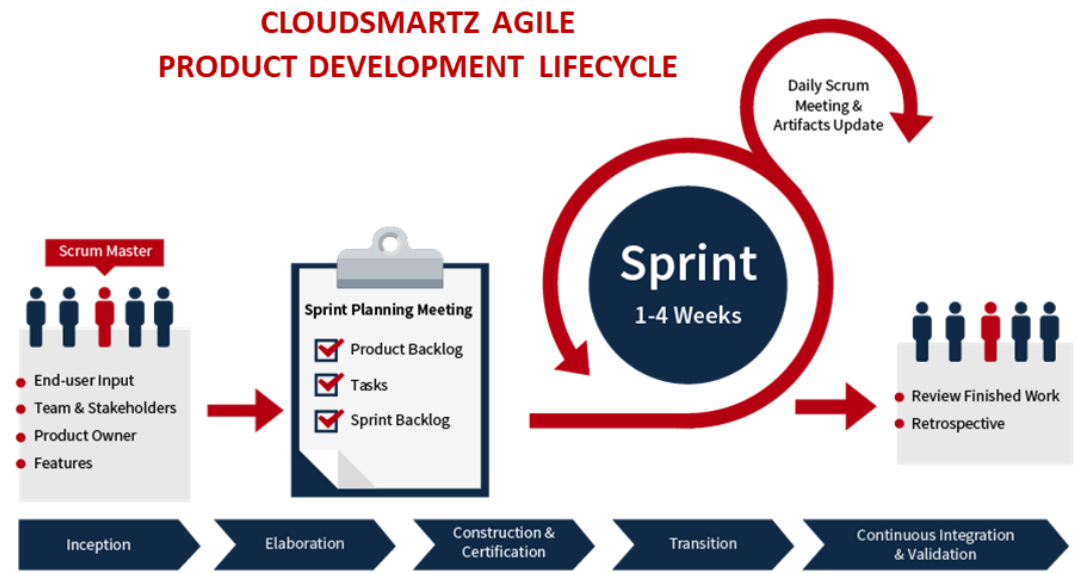 CLOUDSMARTZ AGILE
PRODUCT DEVELOPMENT LIFECYCLE
Daily Scrum
Meeting &
Artifacts Update
Scrum Master
End-user Input
Team & Stakeholders
Product Owner
Features
Sprint Planning Meeting
Product Backlog
Tasks
Sprint Backlog
Sprint
1-4 Weeks
Review Finished Work
Retrospective
Inception
Elaboration
Construction &
Certification
Transition
Continuous Integration
& Validation